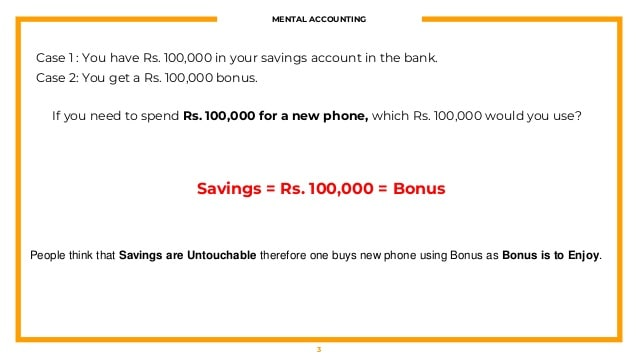 MENTAL ACCOUNTING
Case 1 : You have Rs. 100,000 in your savings account in the bank.
Case 2: You get a Rs. 100,000 bonus.
If you need to spend Rs. 100,000 for a new phone, which Rs. 100,000 would you use?
Savings = Rs. 100,000 = Bonus
People think that Savings are Untouchable therefore one buys new phone using Bonus as Bonus is to Enjoy.
3